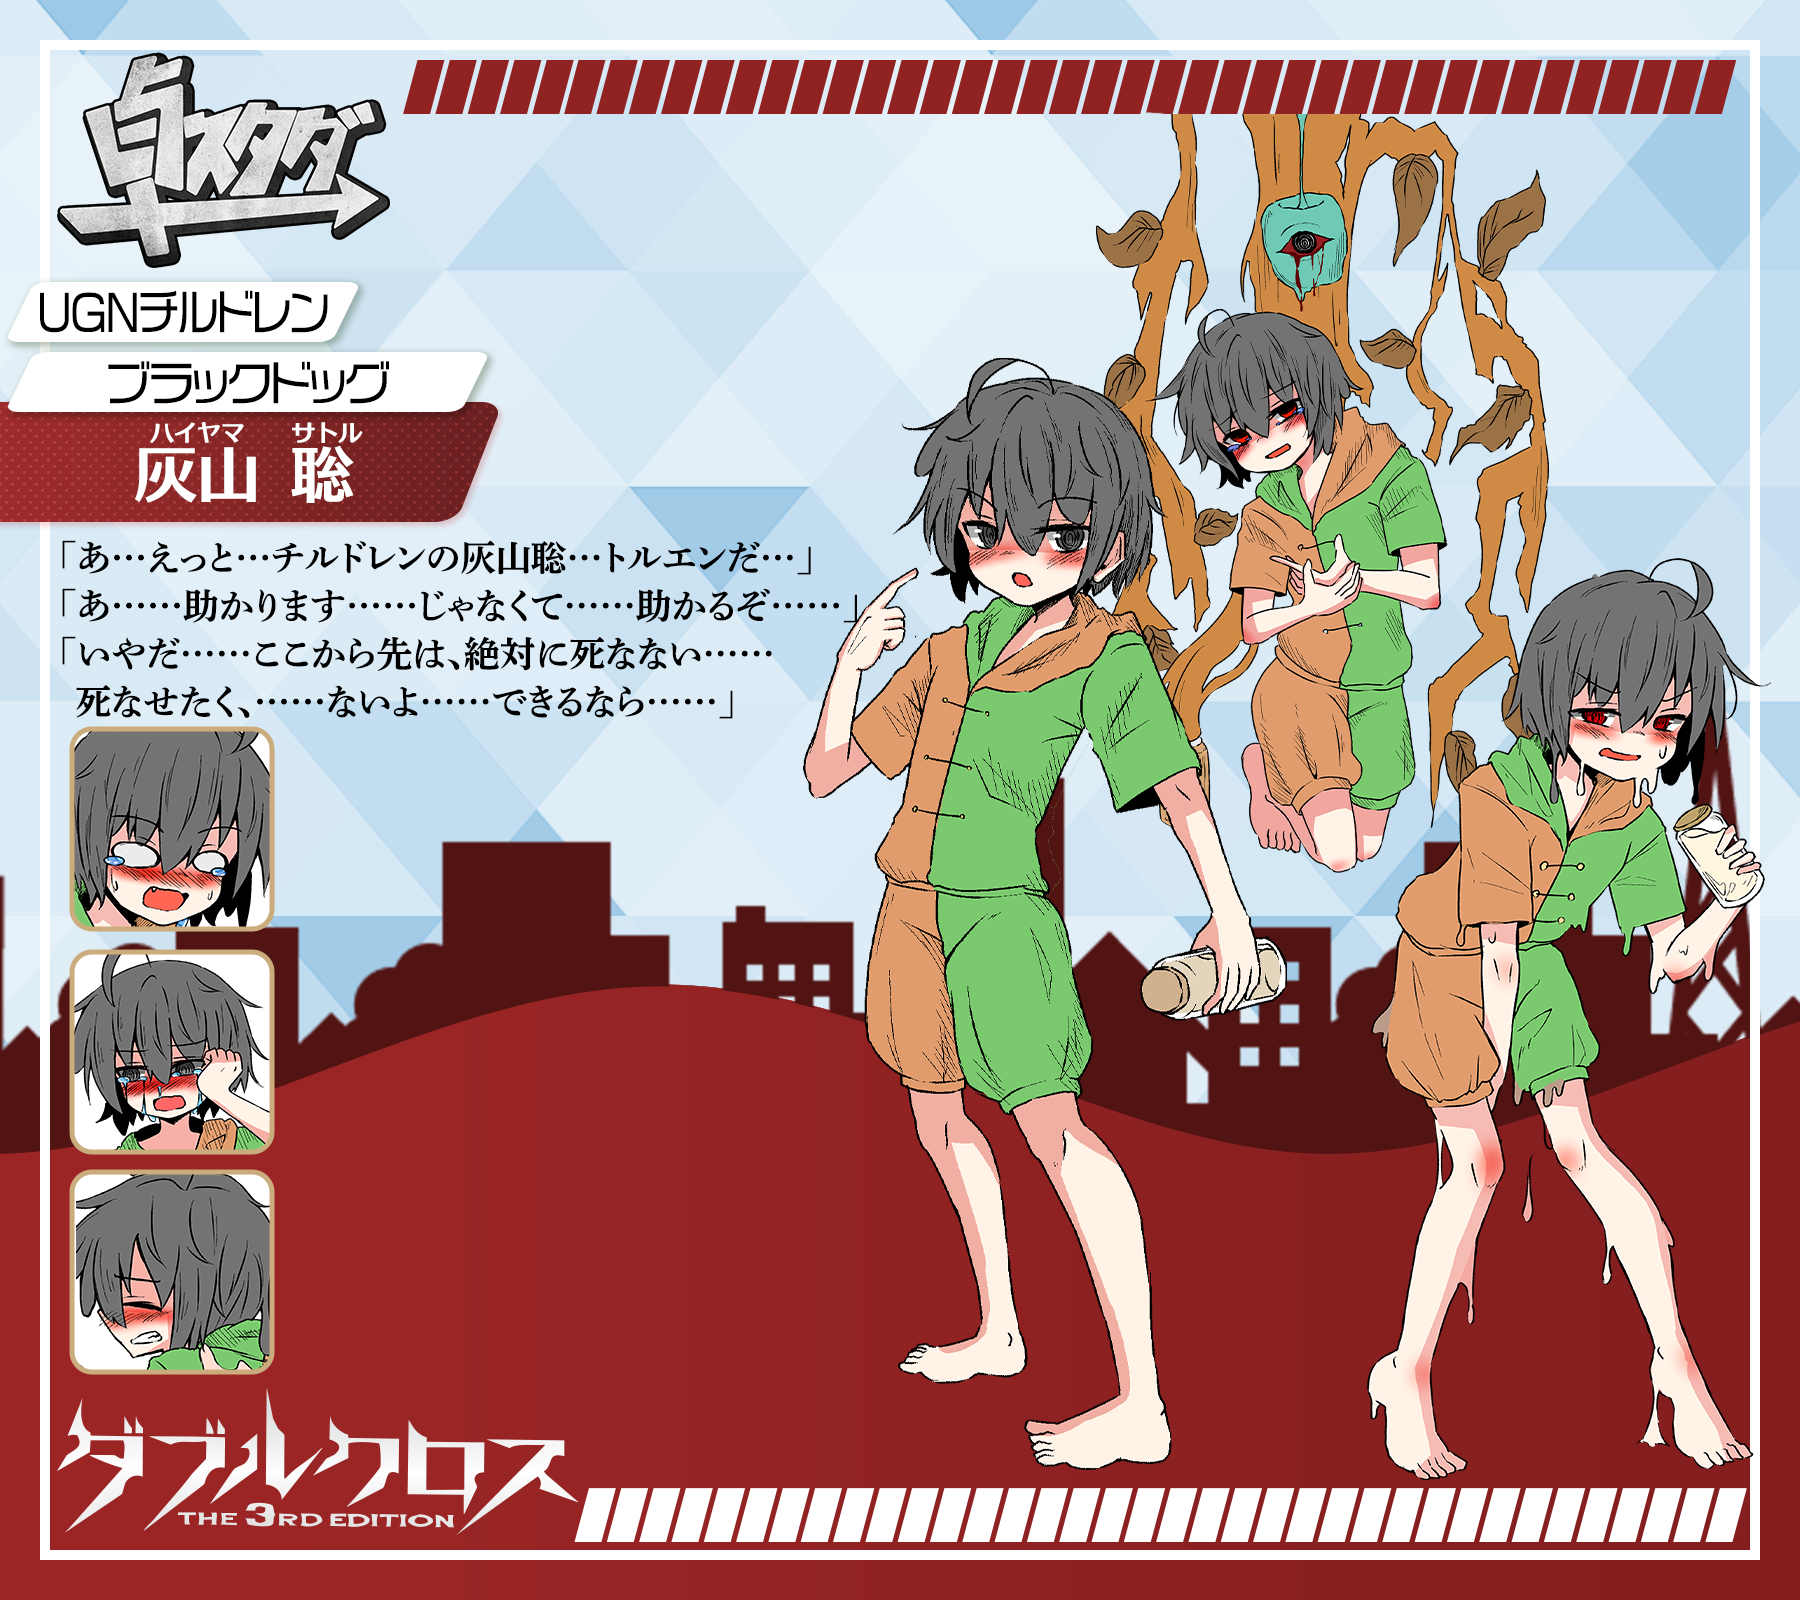 卓スタダ
UGNチルドレン
ブラックドッグ
ハイヤマ サトル
灰山 聡
「あ…えっと…チルドレンの灰山聡…トルエンだ…」
「あ……助かります……じゃなくて……助かるぞ……」
「いやだ……ここから先は、絶対に死なない……
死なせたく、……ないよ……できるなら……」
ダブルクロス
THE 3RD EDITION